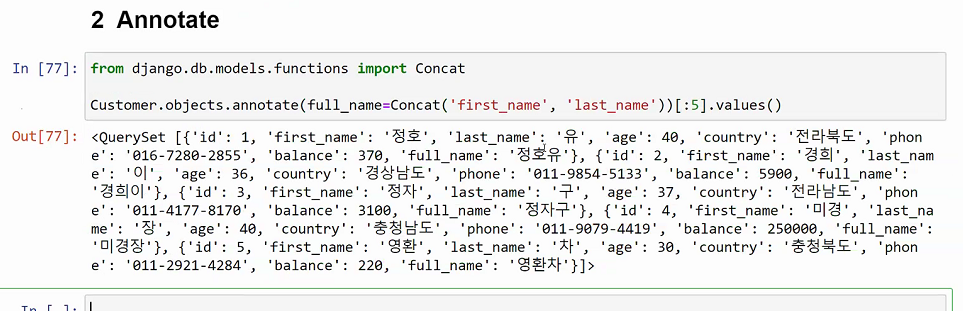 2 Annotate
In [77]: from django.db.models.functions import Concat
Customer.objects.annotate(full_name=Concat('first_name', 'last_name'))[:5].values()
Out[77]: <QuerySet [{'id': 1, 'first_name': '정호', 'last_name': '유', 'age': 40, 'country': '전라북도', 'phon
e': '016-7280-2855', 'balance': 370, 'full_name': '정호유'}, {'id': 2, 'first_name': '경희', 'last_nam
e': '이', 'age': 36, 'country': '경상남도', 'phone': '011-9854-5133', 'balance': 5900, 'full_name':
'경희이'}, {'id': 3, 'first_name': '정자', 'last_name': '구', 'age': 37, 'country': '전라남도', 'phone'
: '011-4177-8170', 'balance': 3100, 'full_name': '정자구'}, {'id': 4, 'first_name': '미경', 'last_na
me': '장', 'age': 40, 'country': '충청남도', 'phone': '011-9079-4419', 'balance': 250000, 'full_name':
'미경장'}, {'id': 5, 'first_name': '영환', 'last_name': '차', 'age': 30, 'country': '충청북도', 'phon
e': '011-2921-4284', 'balance': 220, 'full_name': '영환차'}]>
In [ ]: